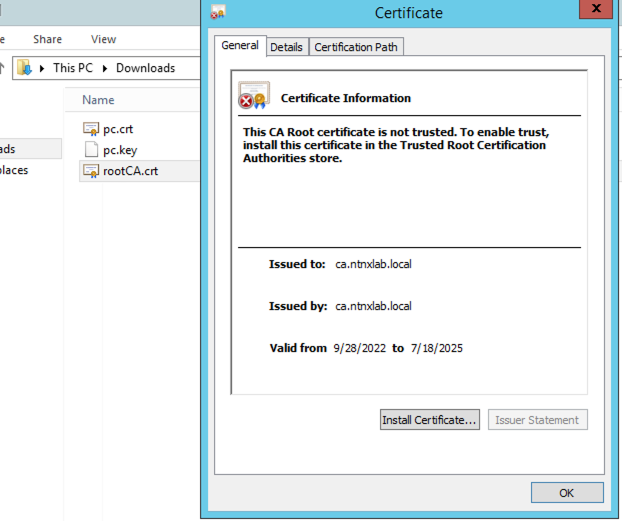 Certificate
x
Share View
This PC Downloads
Name
pc.crt
pc.key
ads
rootCA.crt
General Details Certification Path
Certificate Information
This CA Root certificate is not trusted. To enable trust,
install this certificate in the Trusted Root Certification
Authorities store.
Issued to: ca.ntnxlab.local
Issued by: ca.ntnxlab.local
Valid from 9/28/2022 to 7/18/2025
Install Certificate... Issuer Statement
OK